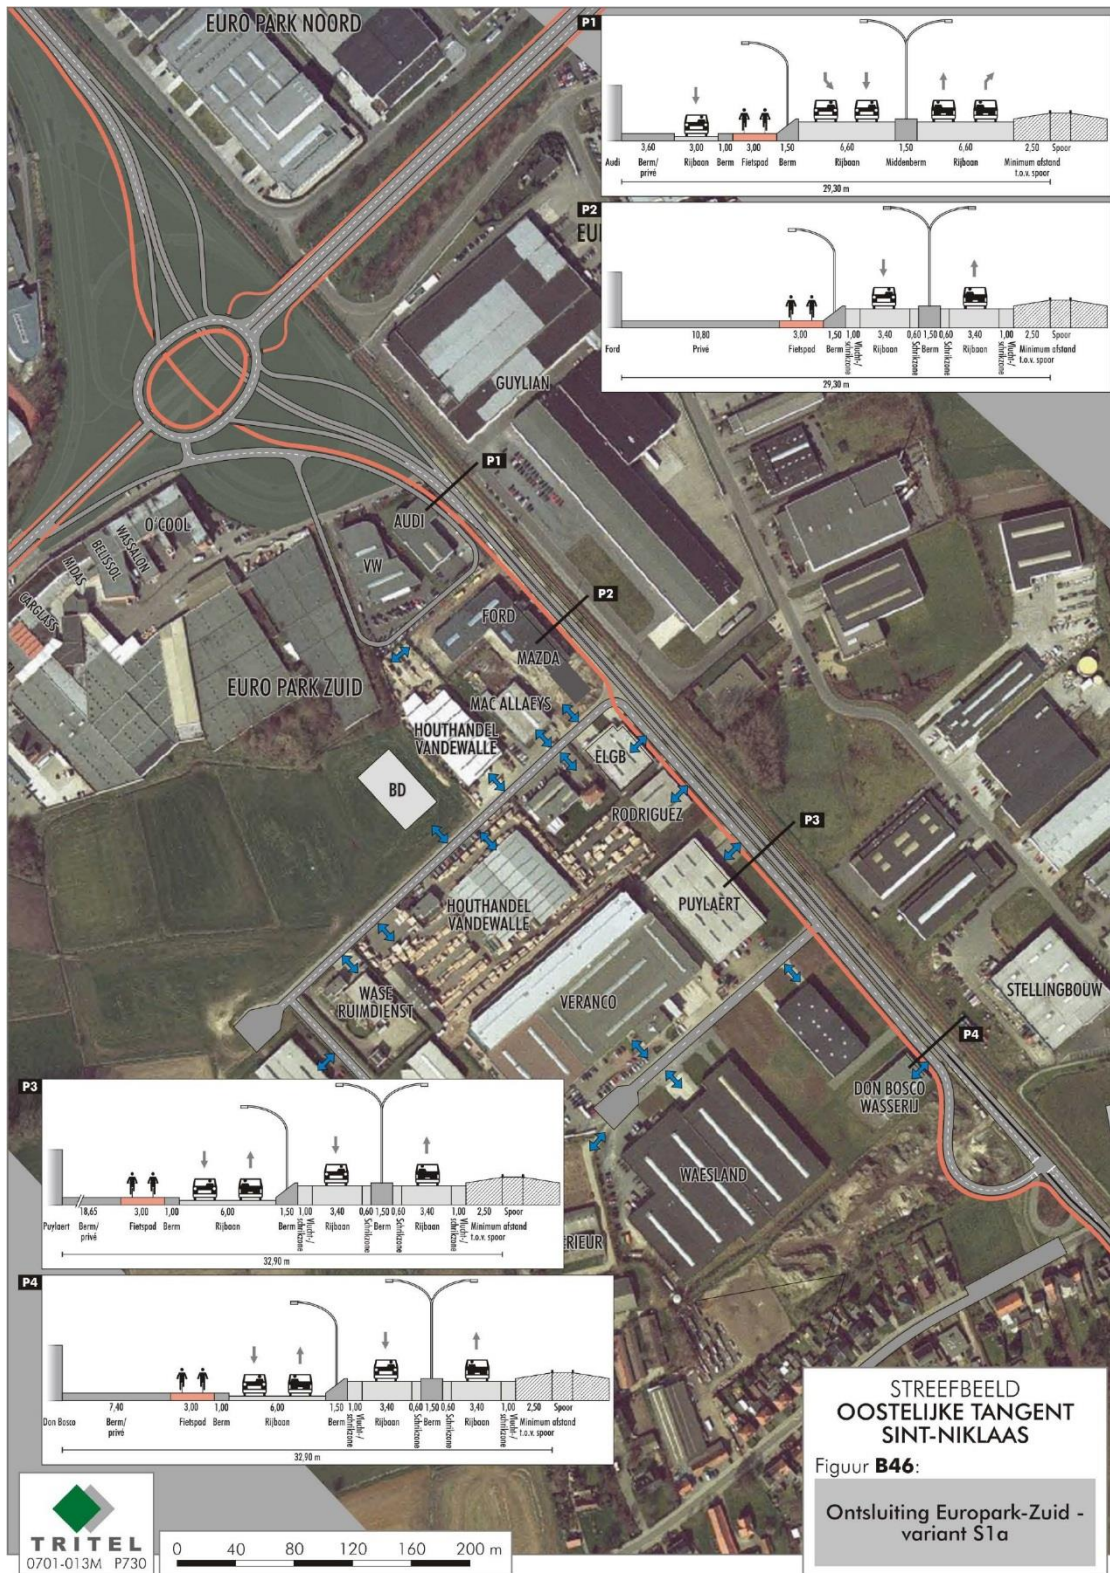 EURO PARK NOORD
P1
3,60
3,00
1,00
3,00
1,50
6,60
1,50
6,60
2,50
Spoor
Audi
Berm/
privé
Rijbaan
Berm
Fietspad
Berm
Rijbaan
Middenberm
Rijbaan
Minimum afstand
t.o.v. spoor
29,30 m
P2
10,80
3,00
1,50
1,00
3,40
0,60
1,50
0,60
3,40
1,00
2,50
Spoor
Ford
Privé
Fietspad
Berm
Vlucht-/
schrikzone
Rijbaan
Schrikzone
Berm
Schrikzone
Rijbaan
Vlucht-/
schrikzone
Minimum afstand
t.o.v. spoor
29,30 m
GUYLIAN
P1
AUDI
O'COOL
WASSALON
BELISSOL
MIDAS
CARGLASS
VW
P2
FORD
MAZDA
EURO PARK ZUID
MAC ALLAEYS
HOUTHANDEL
VANDEWALLE
ELGB
BD
RODRIGUEZ
P3
PUYLAERT
HOUTHANDEL
VANDEWALLE
WASE
RUIMDIENST
VERANCO
STELLINGBOUW
P4
DON BOSCO
WASSERIJ
WAESLAND
P3
18,65
3,00
1,00
6,00
1,50
1,00
3,40
0,60
1,50
0,60
3,40
1,00
2,50
Spoor
Puylaert
Berm/
privé
Fietspad
Berm
Rijbaan
Berm
Vlucht-/
schrikzone
Rijbaan
Schrikzone
Berm
Schrikzone
Rijbaan
Vlucht-/
schrikzone
Minimum afstand
t.o.v. spoor
32,90 m
RIEUR
P4
7,40
3,00
1,00
6,00
1,50
1,00
3,40
0,60
1,50
0,60
3,40
1,00
2,50
Spoor
Don Bosco
Berm/
privé
Fietspad
Berm
Rijbaan
Berm
Vlucht-/
schrikzone
Rijbaan
Schrikzone
Berm
Schrikzone
Rijbaan
Vlucht-/
schrikzone
Minimum afstand
t.o.v. spoor
32,90 m
STREEFBEELD
OOSTELIJKE TANGENT
SINT-NIKLAAS
Figuur B46:
Ontsluiting Europark-Zuid -
variant S1a
TRITEL
0701-013M P730
0 40 80 120 160 200 m